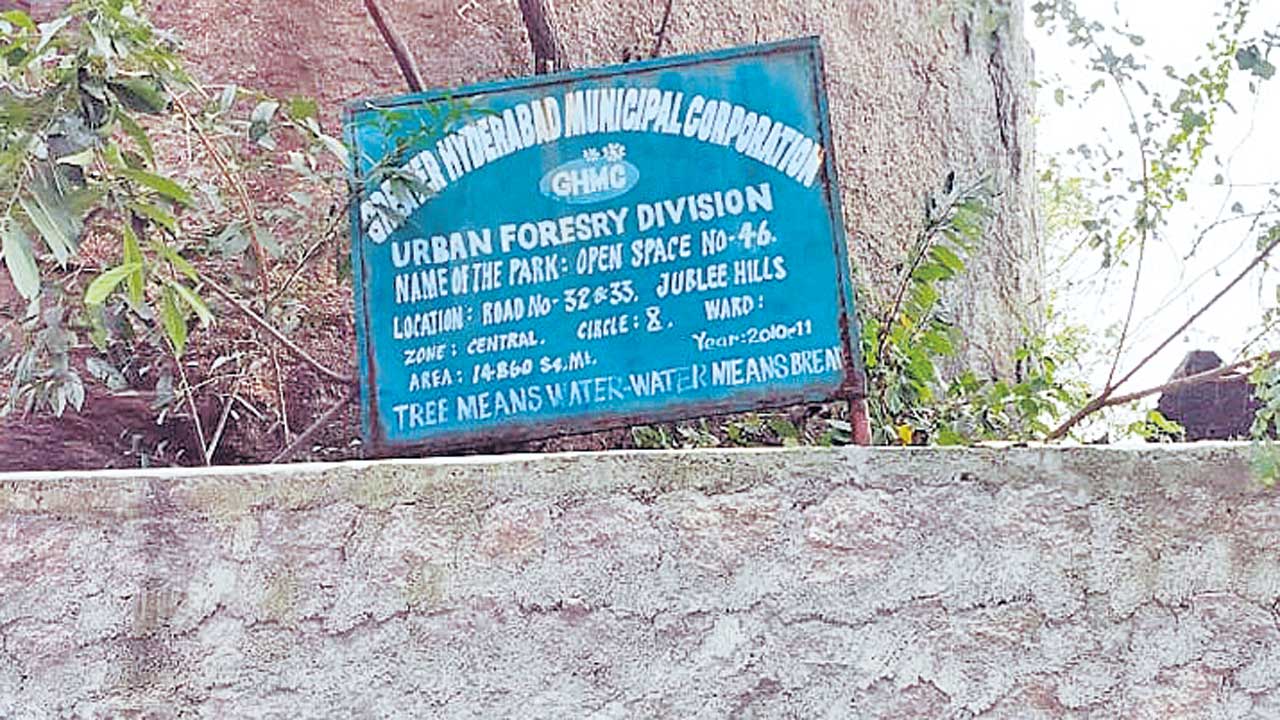 GREATER HYDERABAD MUNICIPAL CORPORATION
GHMC
URBAN FORESRY DIVISION
NAME OF THE PARK: OPEN SPACE No-46.
LOCATION: ROAD No-32&33, JUBLEE HILLS
ZONE: CENTRAL. CIRCLE: 8. WARD:
AREA: 14860 Sq.Mt. Year-2010-11
TREE MEANS WATER-WATER MEANS BREAD